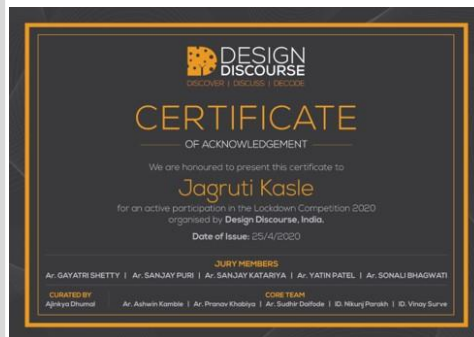 DESIGN
DISCOURSE
DISCOVER | DISCUSS | DECODE
CERTIFICATE
OF ACKNOWLEDGEMENT
We are honoured to present this certificate to
Jagruti Kasle
for an active participation in the Lockdown Competition 2020
organised by Design Discourse, India.
Date of Issue: 25/4/2020
JURY MEMBERS
Ar. GAYATRI SHETTY | Ar. SANJAY PURI | Ar. SANJAY KATARIYA | Ar. YATIN PATEL | Ar. SONALI BHAGWATI
CURATED BY
Ajinkya Dhumal
CORE TEAM
Ar. Ashwin Kamble | Ar. Pranav Khabiya | Ar. Sudhir Doifode | ID. Nikunj Parakh | ID. Vinay Surve